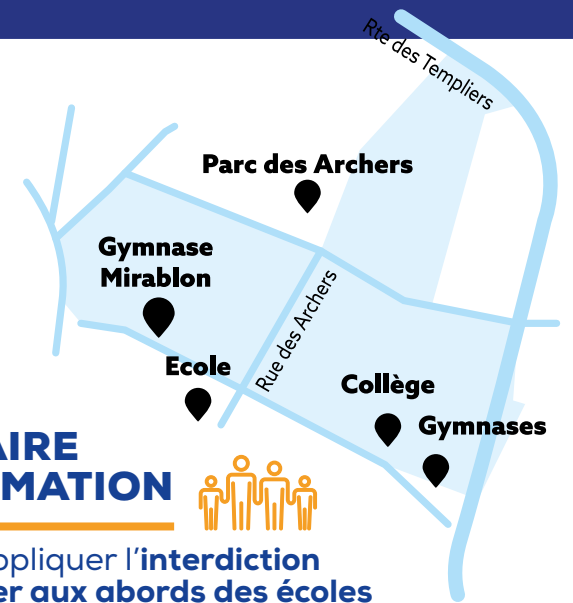 Rte des Templiers
Parc des Archers
Gymnase
Mirablon
Rue des Archers
Ecole
Collège
Gymnases
AIRE
MATION
ppliquer l’interdiction
er aux abords des écoles